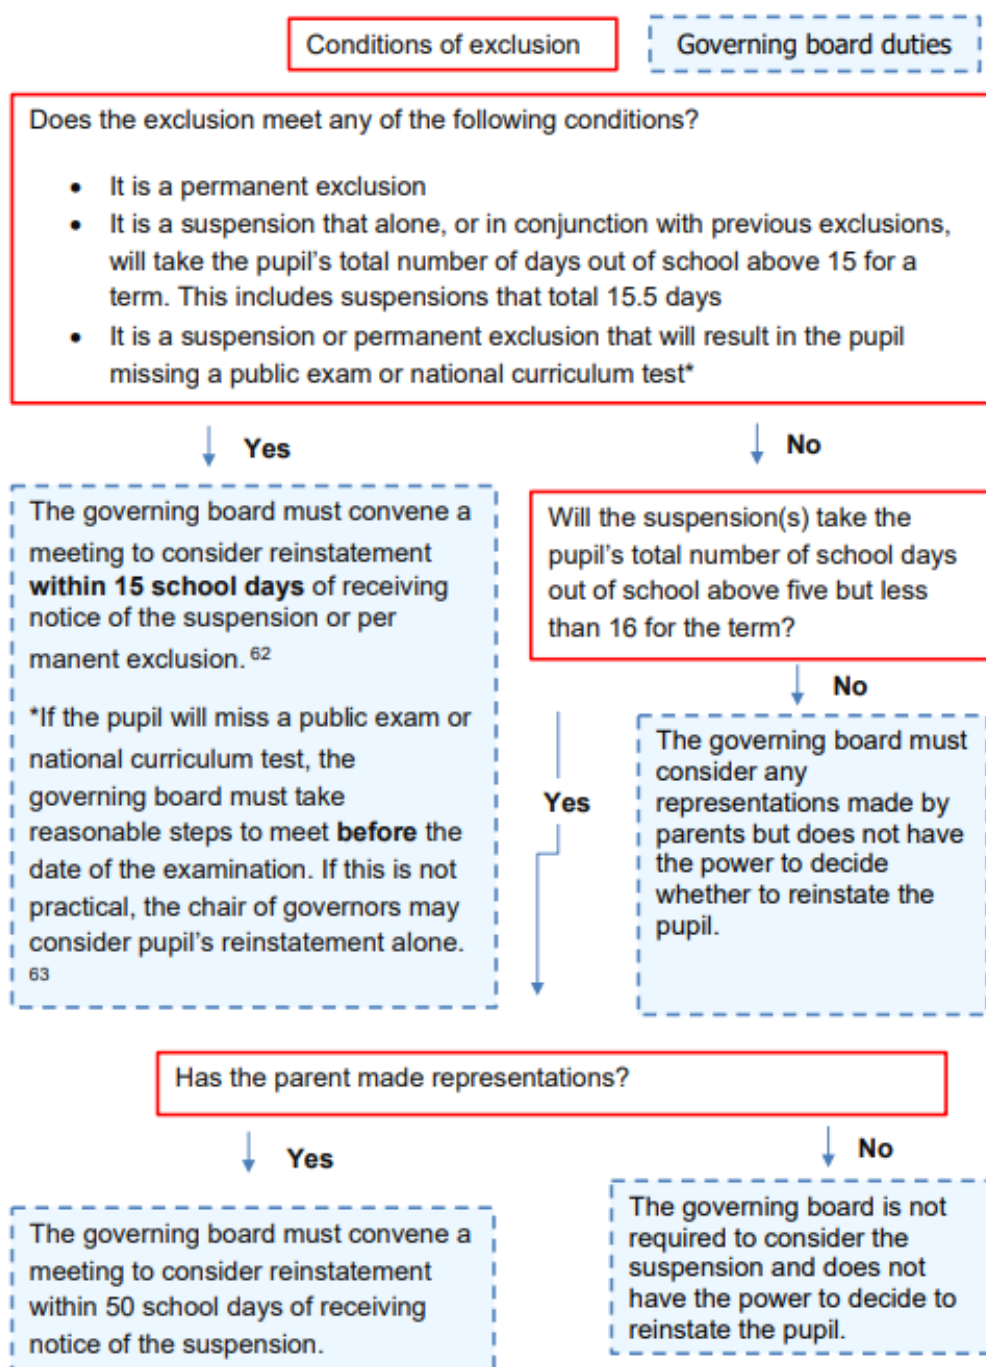 Conditions of exclusion
Governing board duties
Does the exclusion meet any of the following conditions?
• It is a permanent exclusion
• It is a suspension that alone, or in conjunction with previous exclusions,
will take the pupil's total number of days out of school above 15 for a
term. This includes suspensions that total 15.5 days
• It is a suspension or permanent exclusion that will result in the pupil
missing a public exam or national curriculum test*
Yes
No
The governing board must convene a
meeting to consider reinstatement
within 15 school days of receiving
notice of the suspension or per
manent exclusion. 62
*If the pupil will miss a public exam or
national curriculum test, the
governing board must take
reasonable steps to meet before the
date of the examination. If this is not
practical, the chair of governors may
consider pupil's reinstatement alone.
63
Will the suspension(s) take the
pupil's total number of school days
out of school above five but less
than 16 for the term?
No
Yes
The governing board must
consider any
representations made by
parents but does not have
the power to decide
whether to reinstate the
pupil.
Has the parent made representations?
Yes
No
The governing board must convene a
meeting to consider reinstatement
within 50 school days of receiving
notice of the suspension.
The governing board is not
required to consider the
suspension and does not
have the power to decide to
reinstate the pupil.